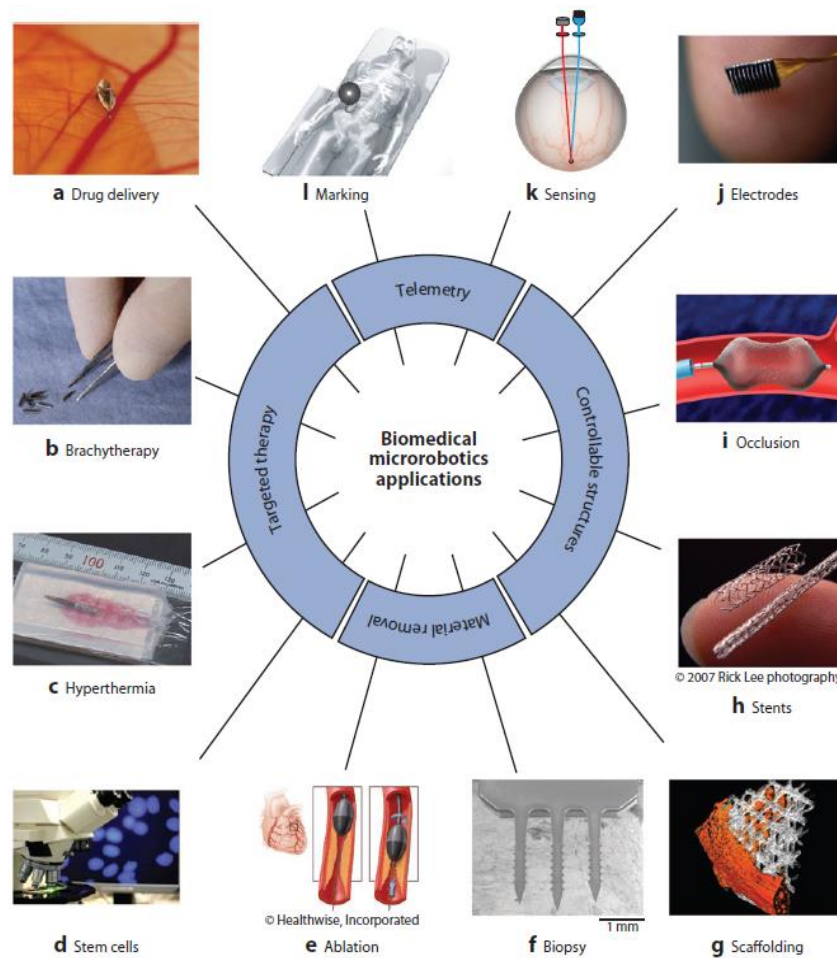 a Drug delivery
l Marking
k Sensing
j Electrodes
Telemetry
b Brachytherapy
Targeted therapy
Biomedical
microrobotics
applications
Controllable structures
i Occlusion
100
c Hyperthermia
Material removal
© 2007 Rick Lee photography
h Stents
© Healthwise, Incorporated
1 mm
d Stem cells
e Ablation
f Biopsy
g Scaffolding